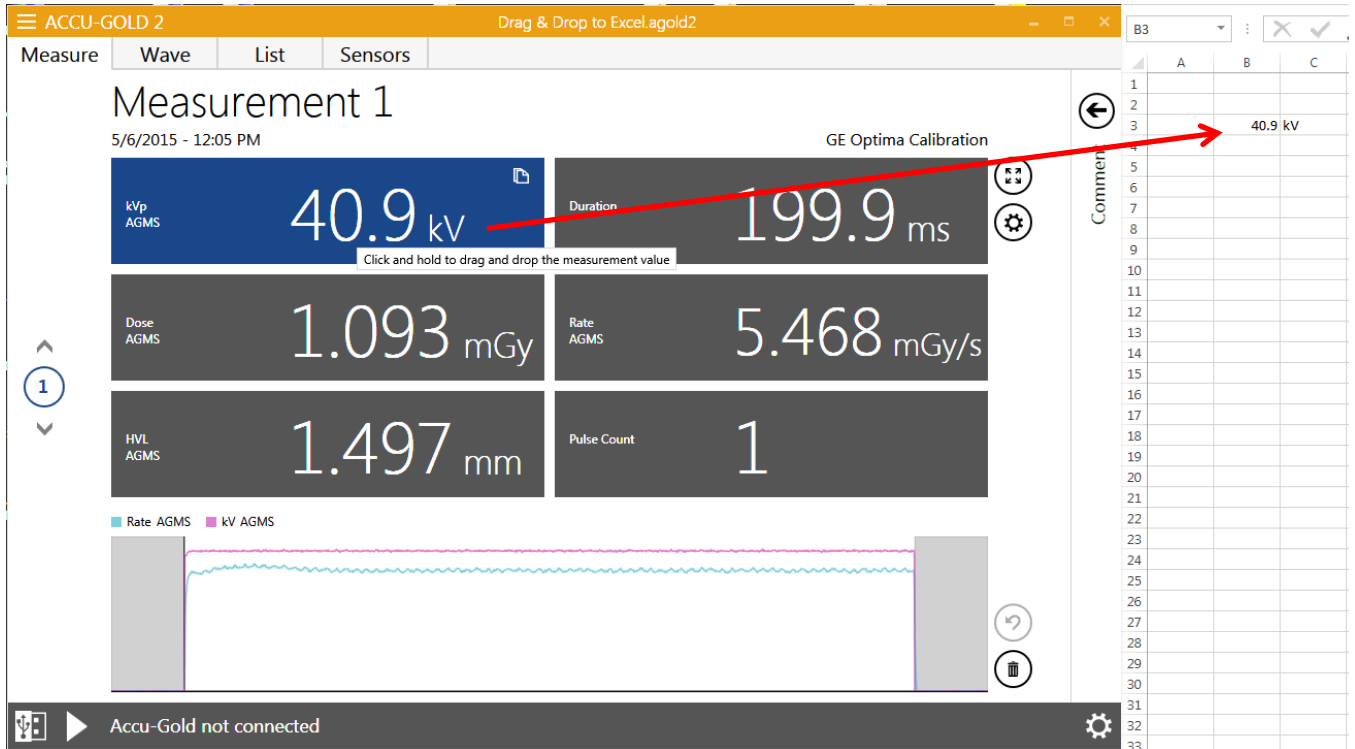 ACCU-GOLD 2
Drag & Drop to Excel.agold2
Measure Wave List Sensors
Measurement 1
5/6/2015 - 12:05 PM
GE Optima Calibration
kVp
AGMS
40.9 kV
Click and hold to drag and drop the measurement value
Duration
199.9 ms
Dose
AGMS
1.093 mGy
Rate
AGMS
5.468 mGy/s
HVL
AGMS
1.497 mm
Pulse Count
1
1
Rate AGMS kV AGMS
Comment
Accu-Gold not connected
B3
A B C
1
2
3 40.9 kV
4
5
6
7
8
9
10
11
12
13
14
15
16
17
18
19
20
21
22
23
24
25
26
27
28
29
30
31
32
33